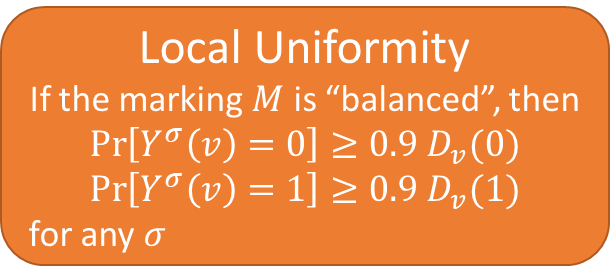 Local Uniformity
If the marking 𝑀 is “balanced”, then
Pr[𝑌^𝜎(𝑣) = 0] ≥ 0.9 𝐷_𝒗(0)
Pr[𝑌^𝜎(𝑣) = 1] ≥ 0.9 𝐷_𝒗(1)
for any 𝜎